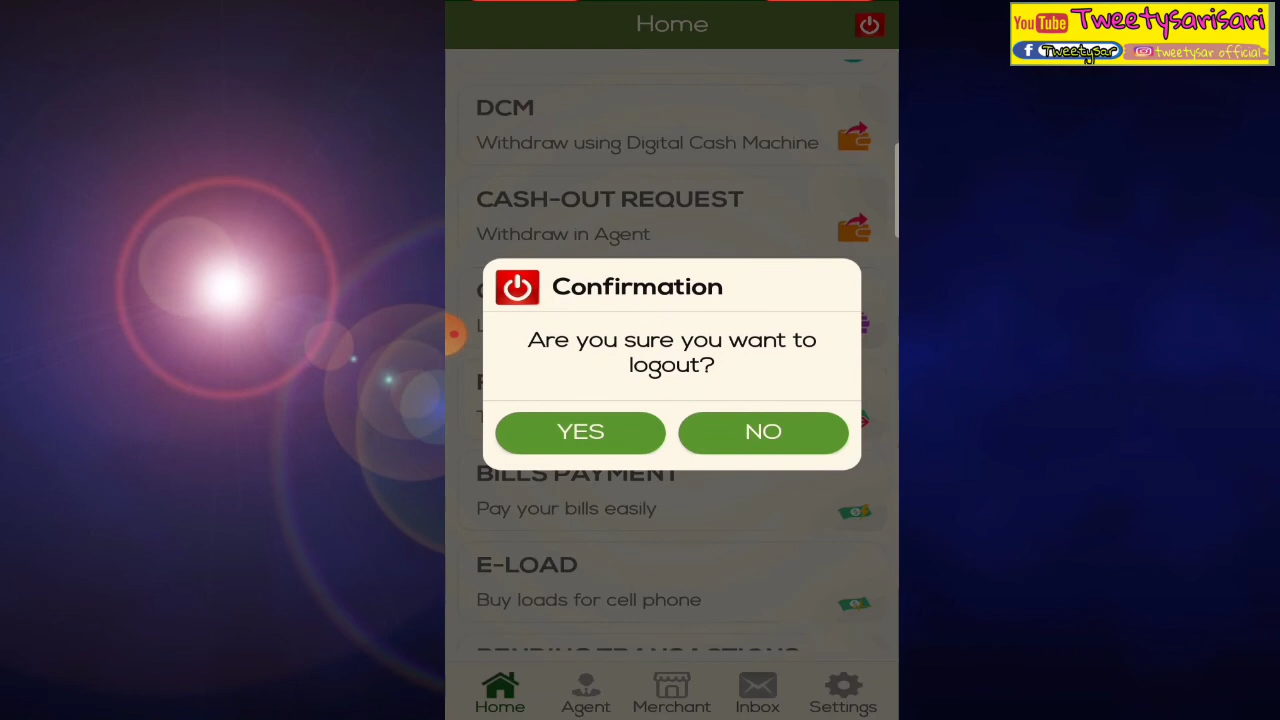 Home
YouTube Tweetysarisari
f Tweetysar tweetysar official
DCM
Withdraw using Digital Cash Machine
CASH-OUT REQUEST
Withdraw in Agent
Confirmation
Are you sure you want to
logout?
YES NO
BILLS PAYMENT
Pay your bills easily
E-LOAD
Buy loads for cell phone
PENDING TRANSACTIONS
Home Agent Merchant Inbox Settings